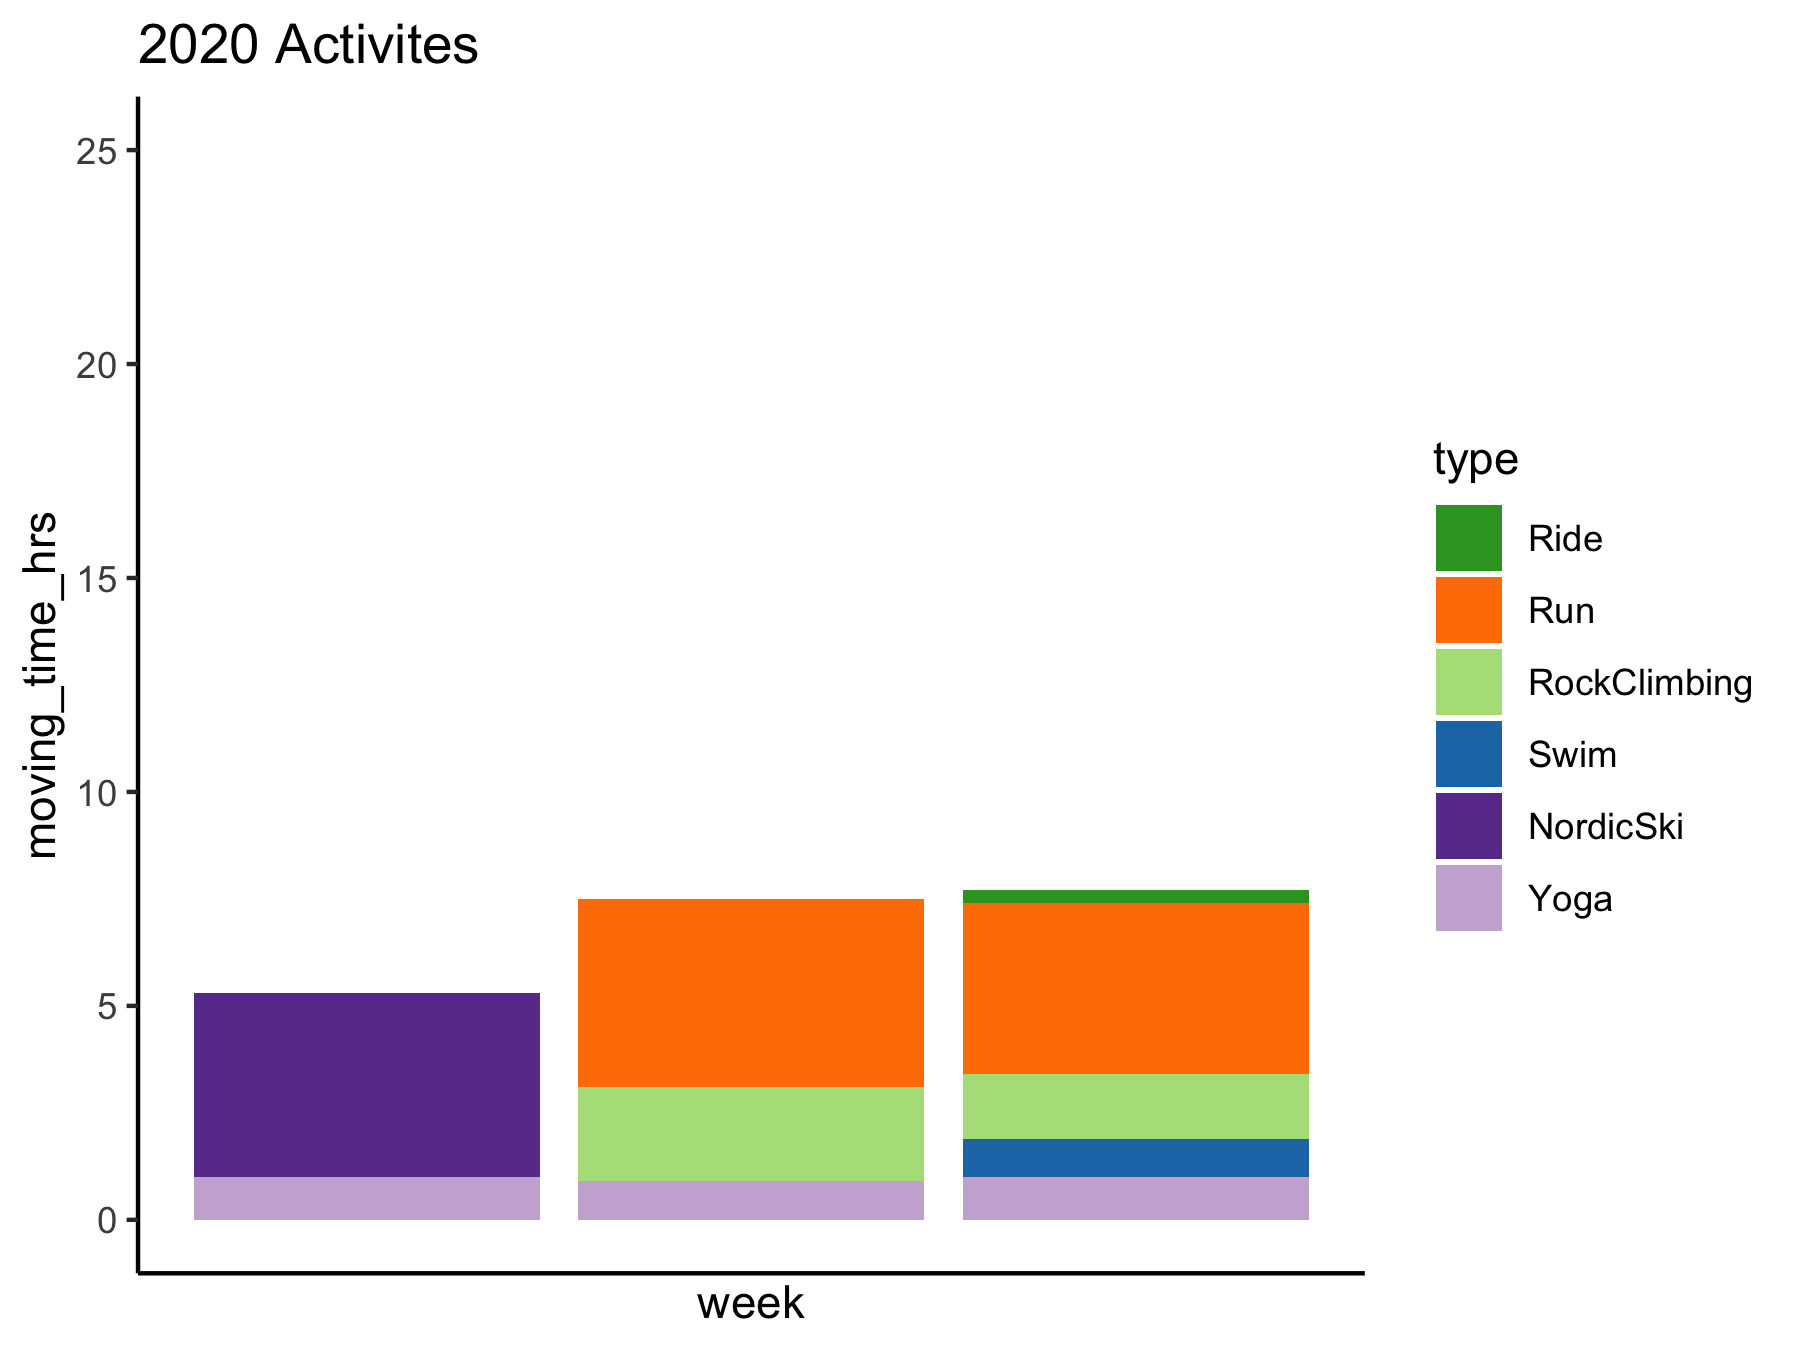 2020 Activites
25
20
15
10
5
0
moving_time_hrs
week
type
Ride
Run
RockClimbing
Swim
NordicSki
Yoga